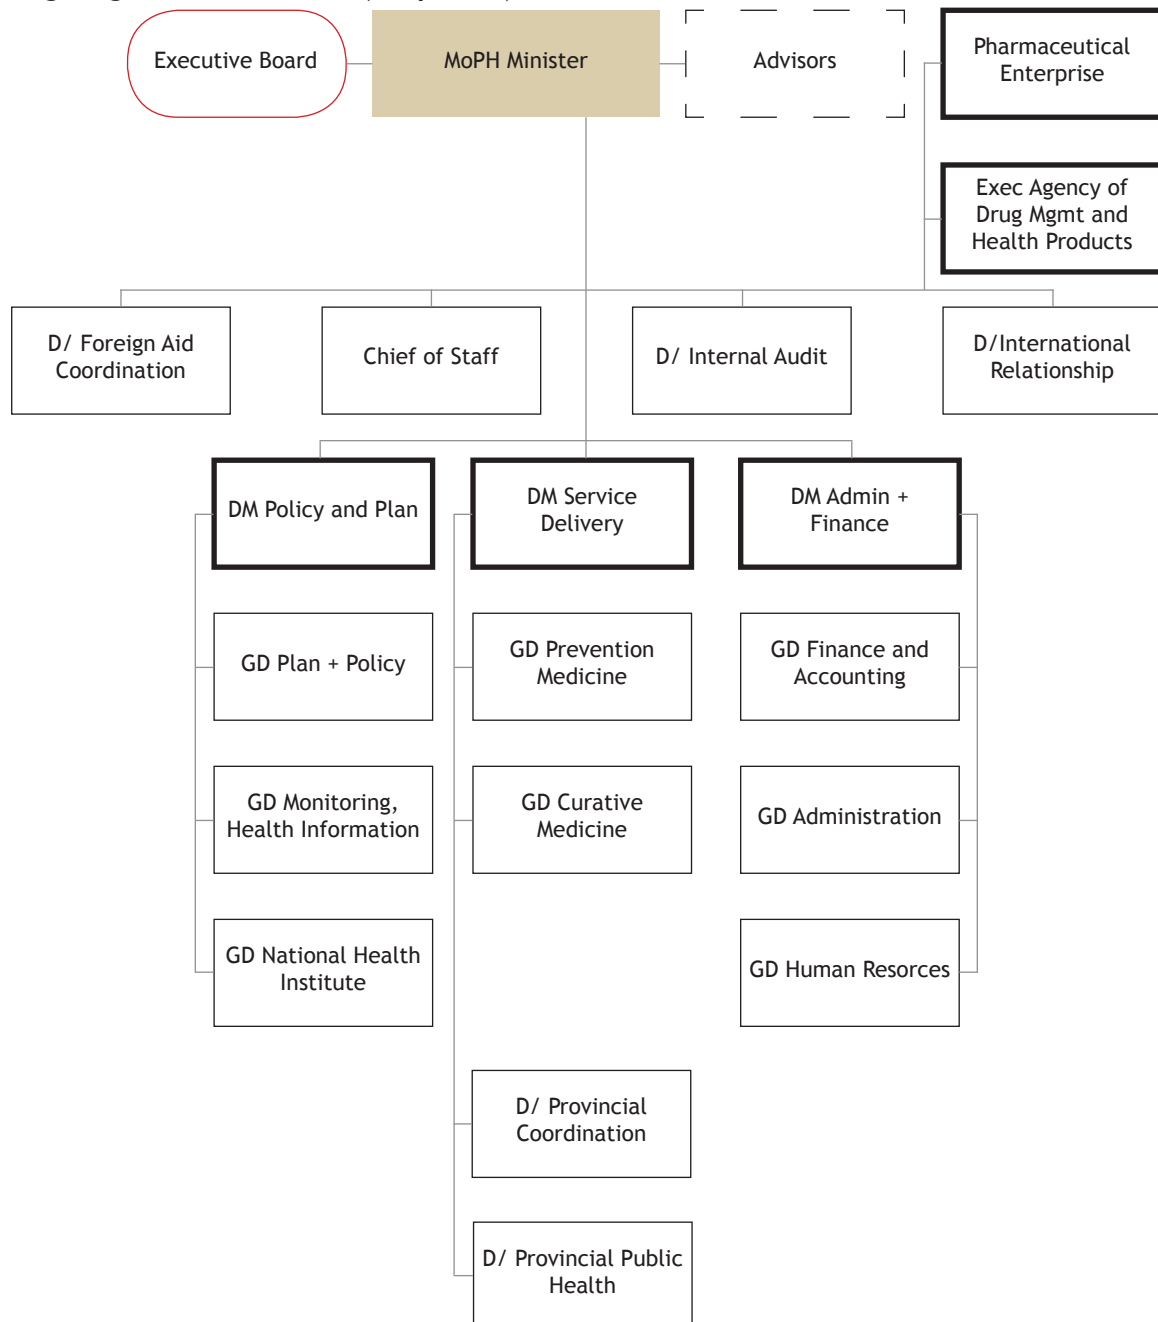 Executive Board
MoPH Minister
Advisors
Pharmaceutical
Enterprise
Exec Agency of
Drug Mgmt and
Health Products
D/ Foreign Aid
Coordination
Chief of Staff
D/ Internal Audit
D/International
Relationship
DM Policy and Plan
DM Service
Delivery
DM Admin +
Finance
GD Plan + Policy
GD Prevention
Medicine
GD Finance and
Accounting
GD Monitoring,
Health Information
GD Curative
Medicine
GD Administration
GD National Health
Institute
GD Human Resorces
D/ Provincial
Coordination
D/ Provincial Public
Health